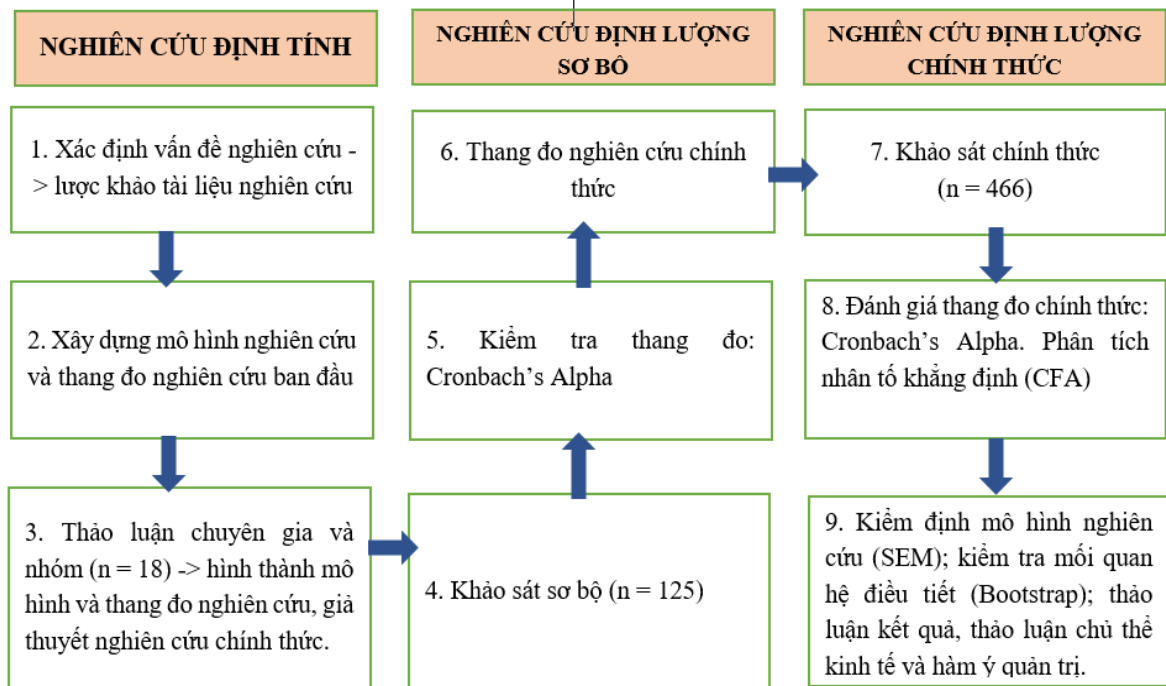 NGHIÊN CỨU ĐỊNH TÍNH
1. Xác định vấn đề nghiên cứu -
> lược khảo tài liệu nghiên cứu
2. Xây dựng mô hình nghiên cứu
và thang đo nghiên cứu ban đầu
3. Thảo luận chuyên gia và
nhóm (n = 18) -> hình thành mô
hình và thang đo nghiên cứu, giả
thuyết nghiên cứu chính thức.
NGHIÊN CỨU ĐỊNH LƯỢNG
SƠ BỘ
4. Khảo sát sơ bộ (n = 125)
5. Kiểm tra thang đo:
Cronbach’s Alpha
6. Thang đo nghiên cứu chính
thức
NGHIÊN CỨU ĐỊNH LƯỢNG
CHÍNH THỨC
7. Khảo sát chính thức
(n = 466)
8. Đánh giá thang đo chính thức:
Cronbach’s Alpha. Phân tích
nhân tố khẳng định (CFA)
9. Kiểm định mô hình nghiên
cứu (SEM); kiểm tra mối quan
hệ điều tiết (Bootstrap); thảo
luận kết quả, thảo luận chủ thể
kinh tế và hàm ý quản trị.